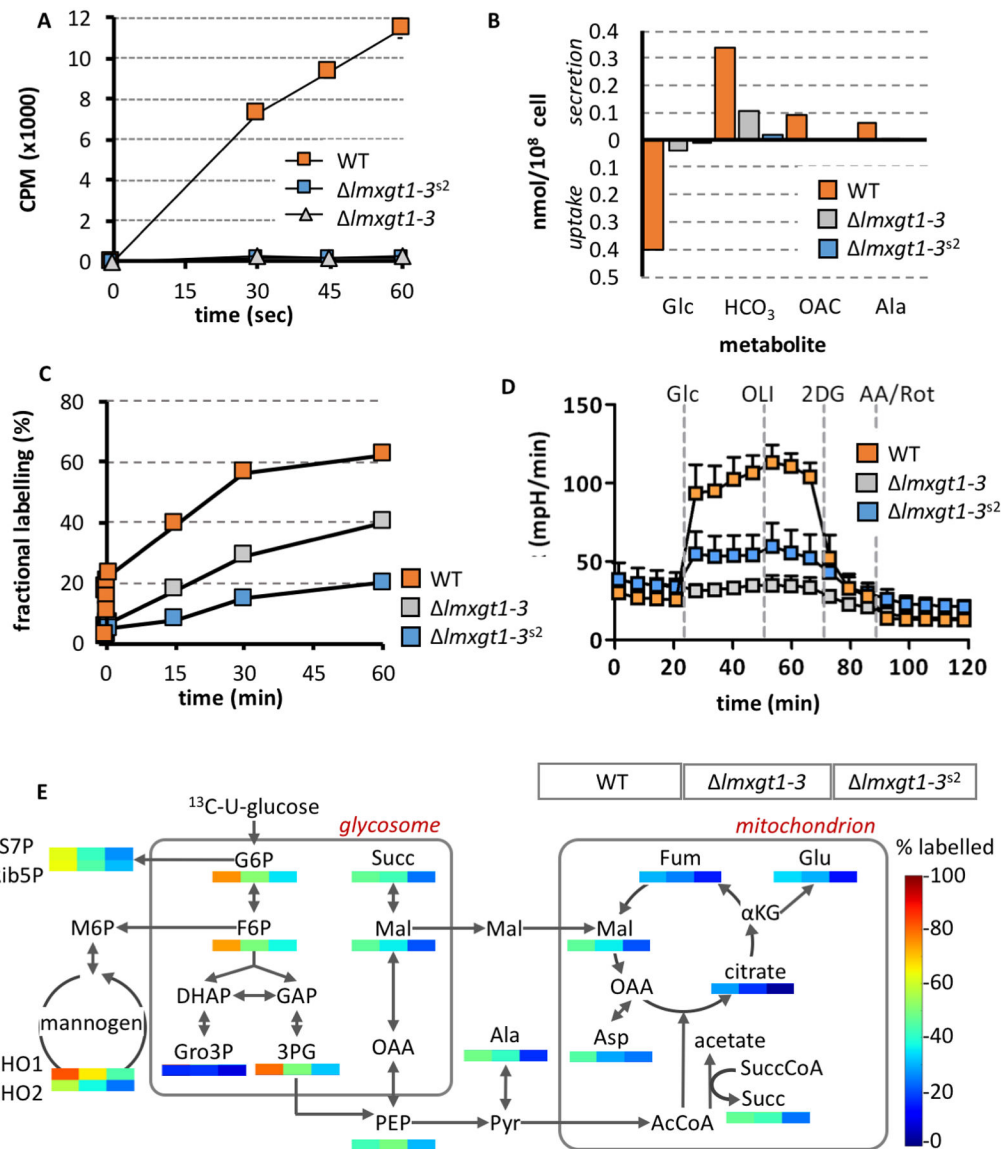 A
CPM (x1000)
12
10
8
6
4
2
0
WT
Δlmxgt1-3ˢ²
Δlmxgt1-3
0 15 30 45 60
time (sec)
B
nmol/10⁸ cell
secretion
uptake
0.4
0.3
0.2
0.1
0
0.1
0.2
0.3
0.4
0.5
WT
Δlmxgt1-3
Δlmxgt1-3ˢ²
Glc HCO₃ OAC Ala
metabolite
C
fractional labelling (%)
80
60
40
20
0
WT
Δlmxgt1-3
Δlmxgt1-3ˢ²
0 15 30 45 60
time (min)
D
Glc OLI 2DG AA/Rot
(mpH/min)
150
100
50
0
WT
Δlmxgt1-3
Δlmxgt1-3ˢ²
0 20 40 60 80 100 120
time (min)
E
WT Δlmxgt1-3 Δlmxgt1-3ˢ²
¹³C-U-glucose
glycosome
mitochondrion
% labelled
S7P
ib5P
G6P
Succ
Fum
Glu
M6P
F6P
Mal
Mal
Mal
αKG
DHAP
GAP
OAA
citrate
mannogen
Gro3P
3PG
OAA
Ala
Asp
acetate
SuccCoA
HO1
HO2
Succ
PEP
Pyr
AcCoA
-100
-80
-60
-40
-20
-0